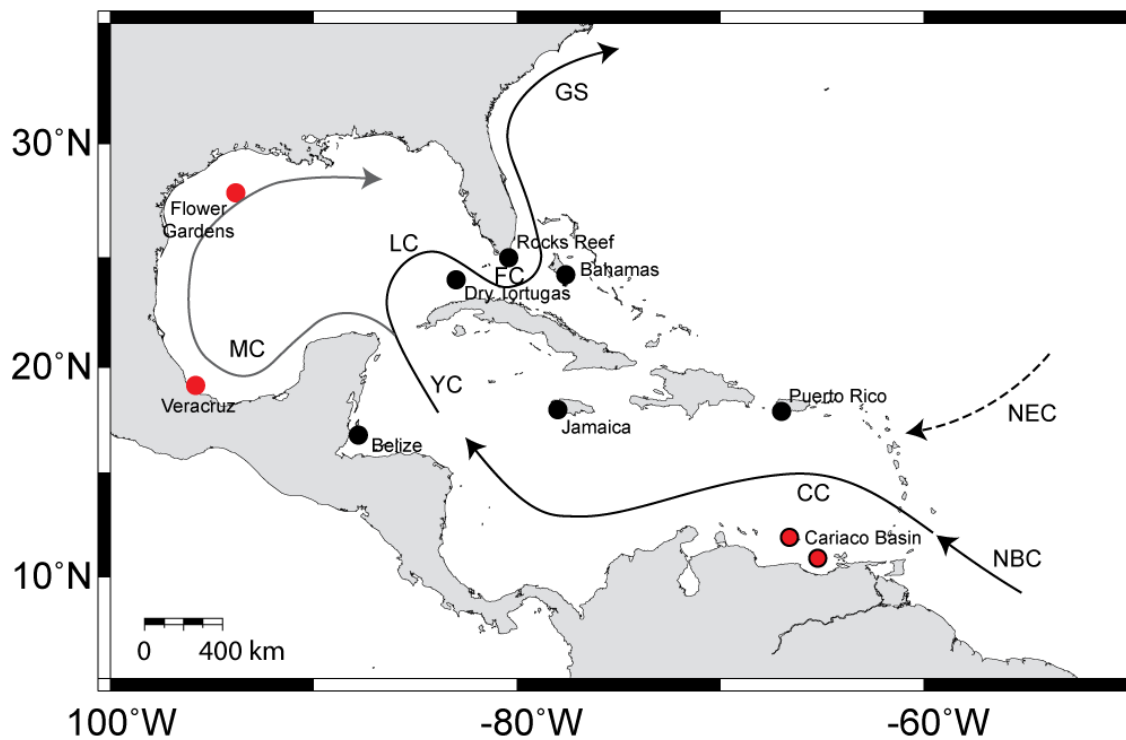 GS
30°N
Flower
Gardens
LC
Rocks Reef
FC
Bahamas
Dry Tortugas
20°N
MC
YC
Veracruz
Puerto Rico
Jamaica
NEC
Belize
CC
Cariaco Basin
NBC
10°N
0 400 km
100°W
-80°W
-60°W